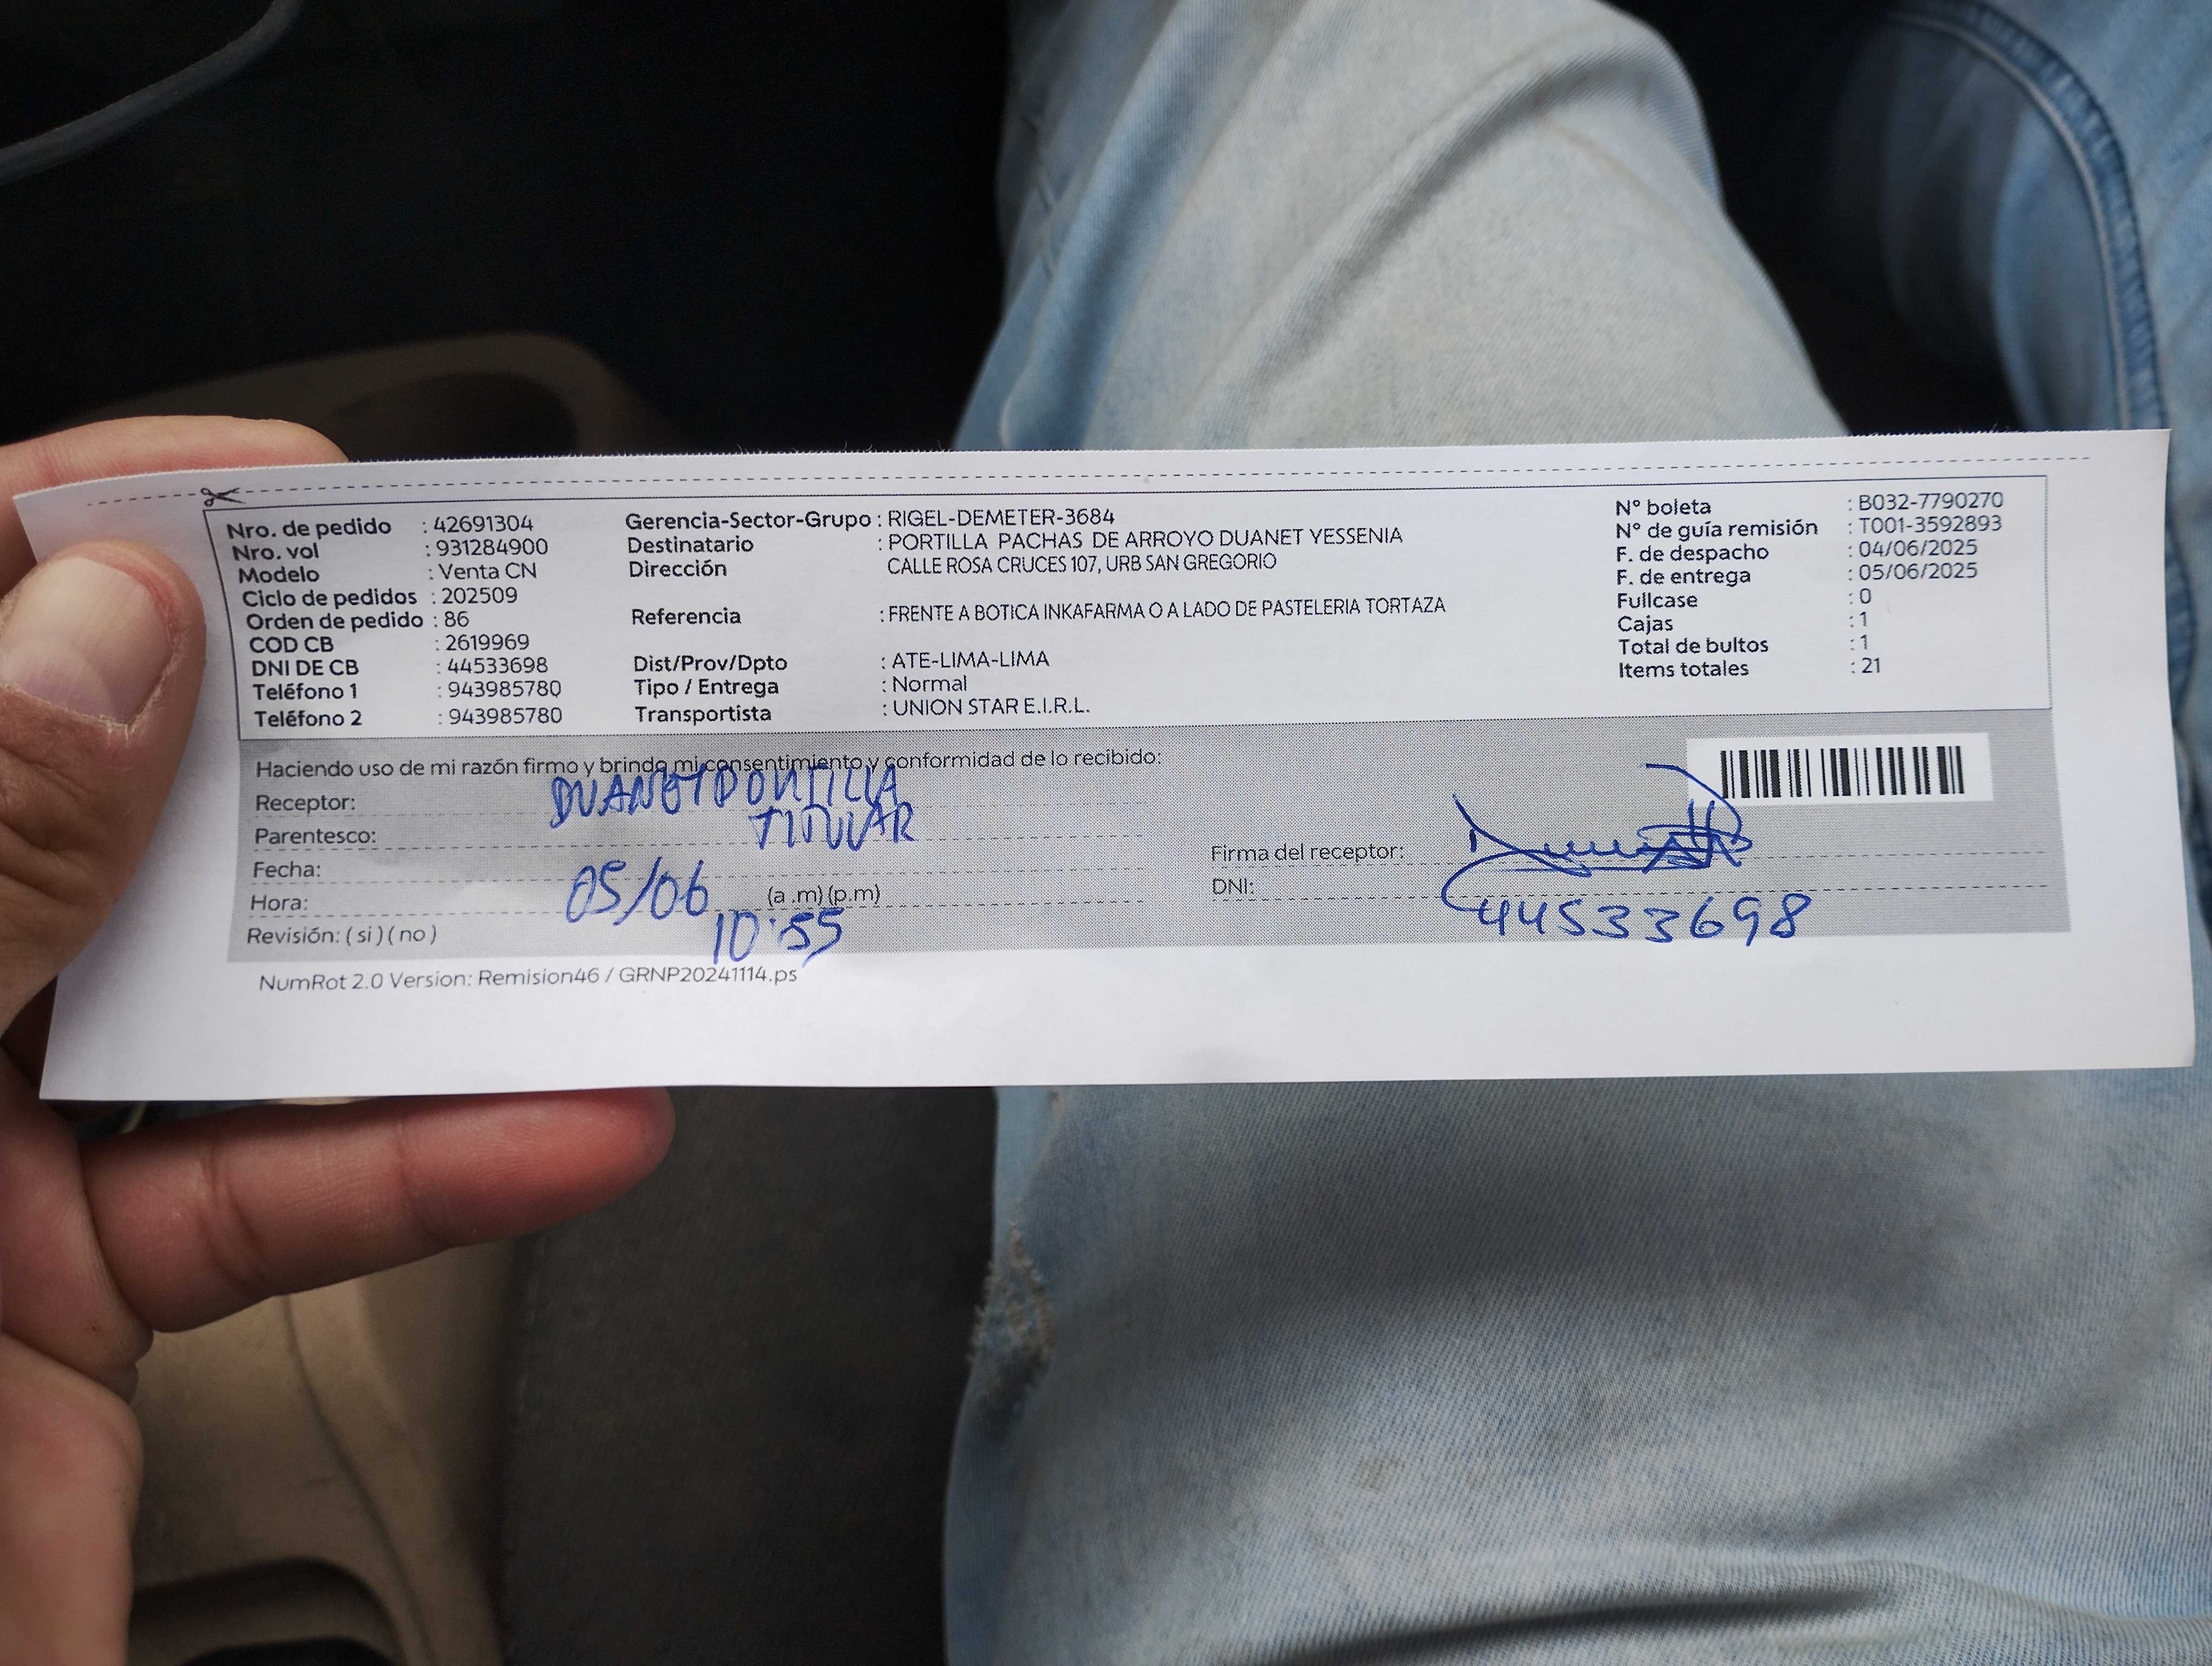 Nro. de pedido : 42691304
Nro. vol : 931284900
Modelo : Venta CN
Ciclo de pedidos : 202509
Orden de pedido : 86
COD CB : 2619969
DNI DE CB : 44533698
Teléfono 1 : 943985780
Teléfono 2 : 943985780
Gerencia-Sector-Grupo : RIGEL-DEMETER-3684
Destinatario : PORTILLA PACHAS DE ARROYO DUANET YESSENIA
Dirección CALLE ROSA CRUCES 107, URB SAN GREGORIO
Referencia : FRENTE A BOTICA INKAFARMA O A LADO DE PASTELERIA TORTAZA
Dist/Prov/Dpto : ATE-LIMA-LIMA
Tipo / Entrega : Normal
Transportista : UNION STAR E.I.R.L.
N° boleta : B032-7790270
N° de guía remisión : T001-3592893
F. de despacho : 04/06/2025
F. de entrega : 05/06/2025
Fullcase : 0
Cajas : 1
Total de bultos : 1
Items totales : 21
Haciendo uso de mi razón firmo y brindo mi consentimiento y conformidad de lo recibido:
Receptor: DUANET PORTILLA
Parentesco: TITULAR
Fecha: 05/06
Hora: 10:55 (a .m) (p.m)
Revisión: ( si ) ( no )
Firma del receptor:
DNI: 44533698
NumRot 2.0 Version: Remision46 / GRNP20241114.ps